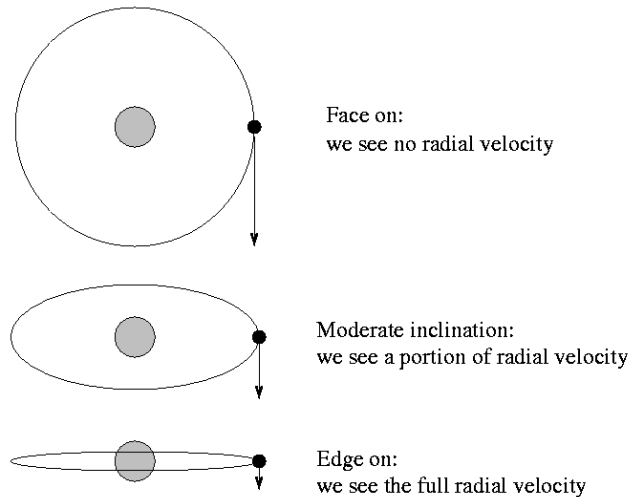 Face on:
we see no radial velocity
Moderate inclination:
we see a portion of radial velocity
Edge on:
we see the full radial velocity